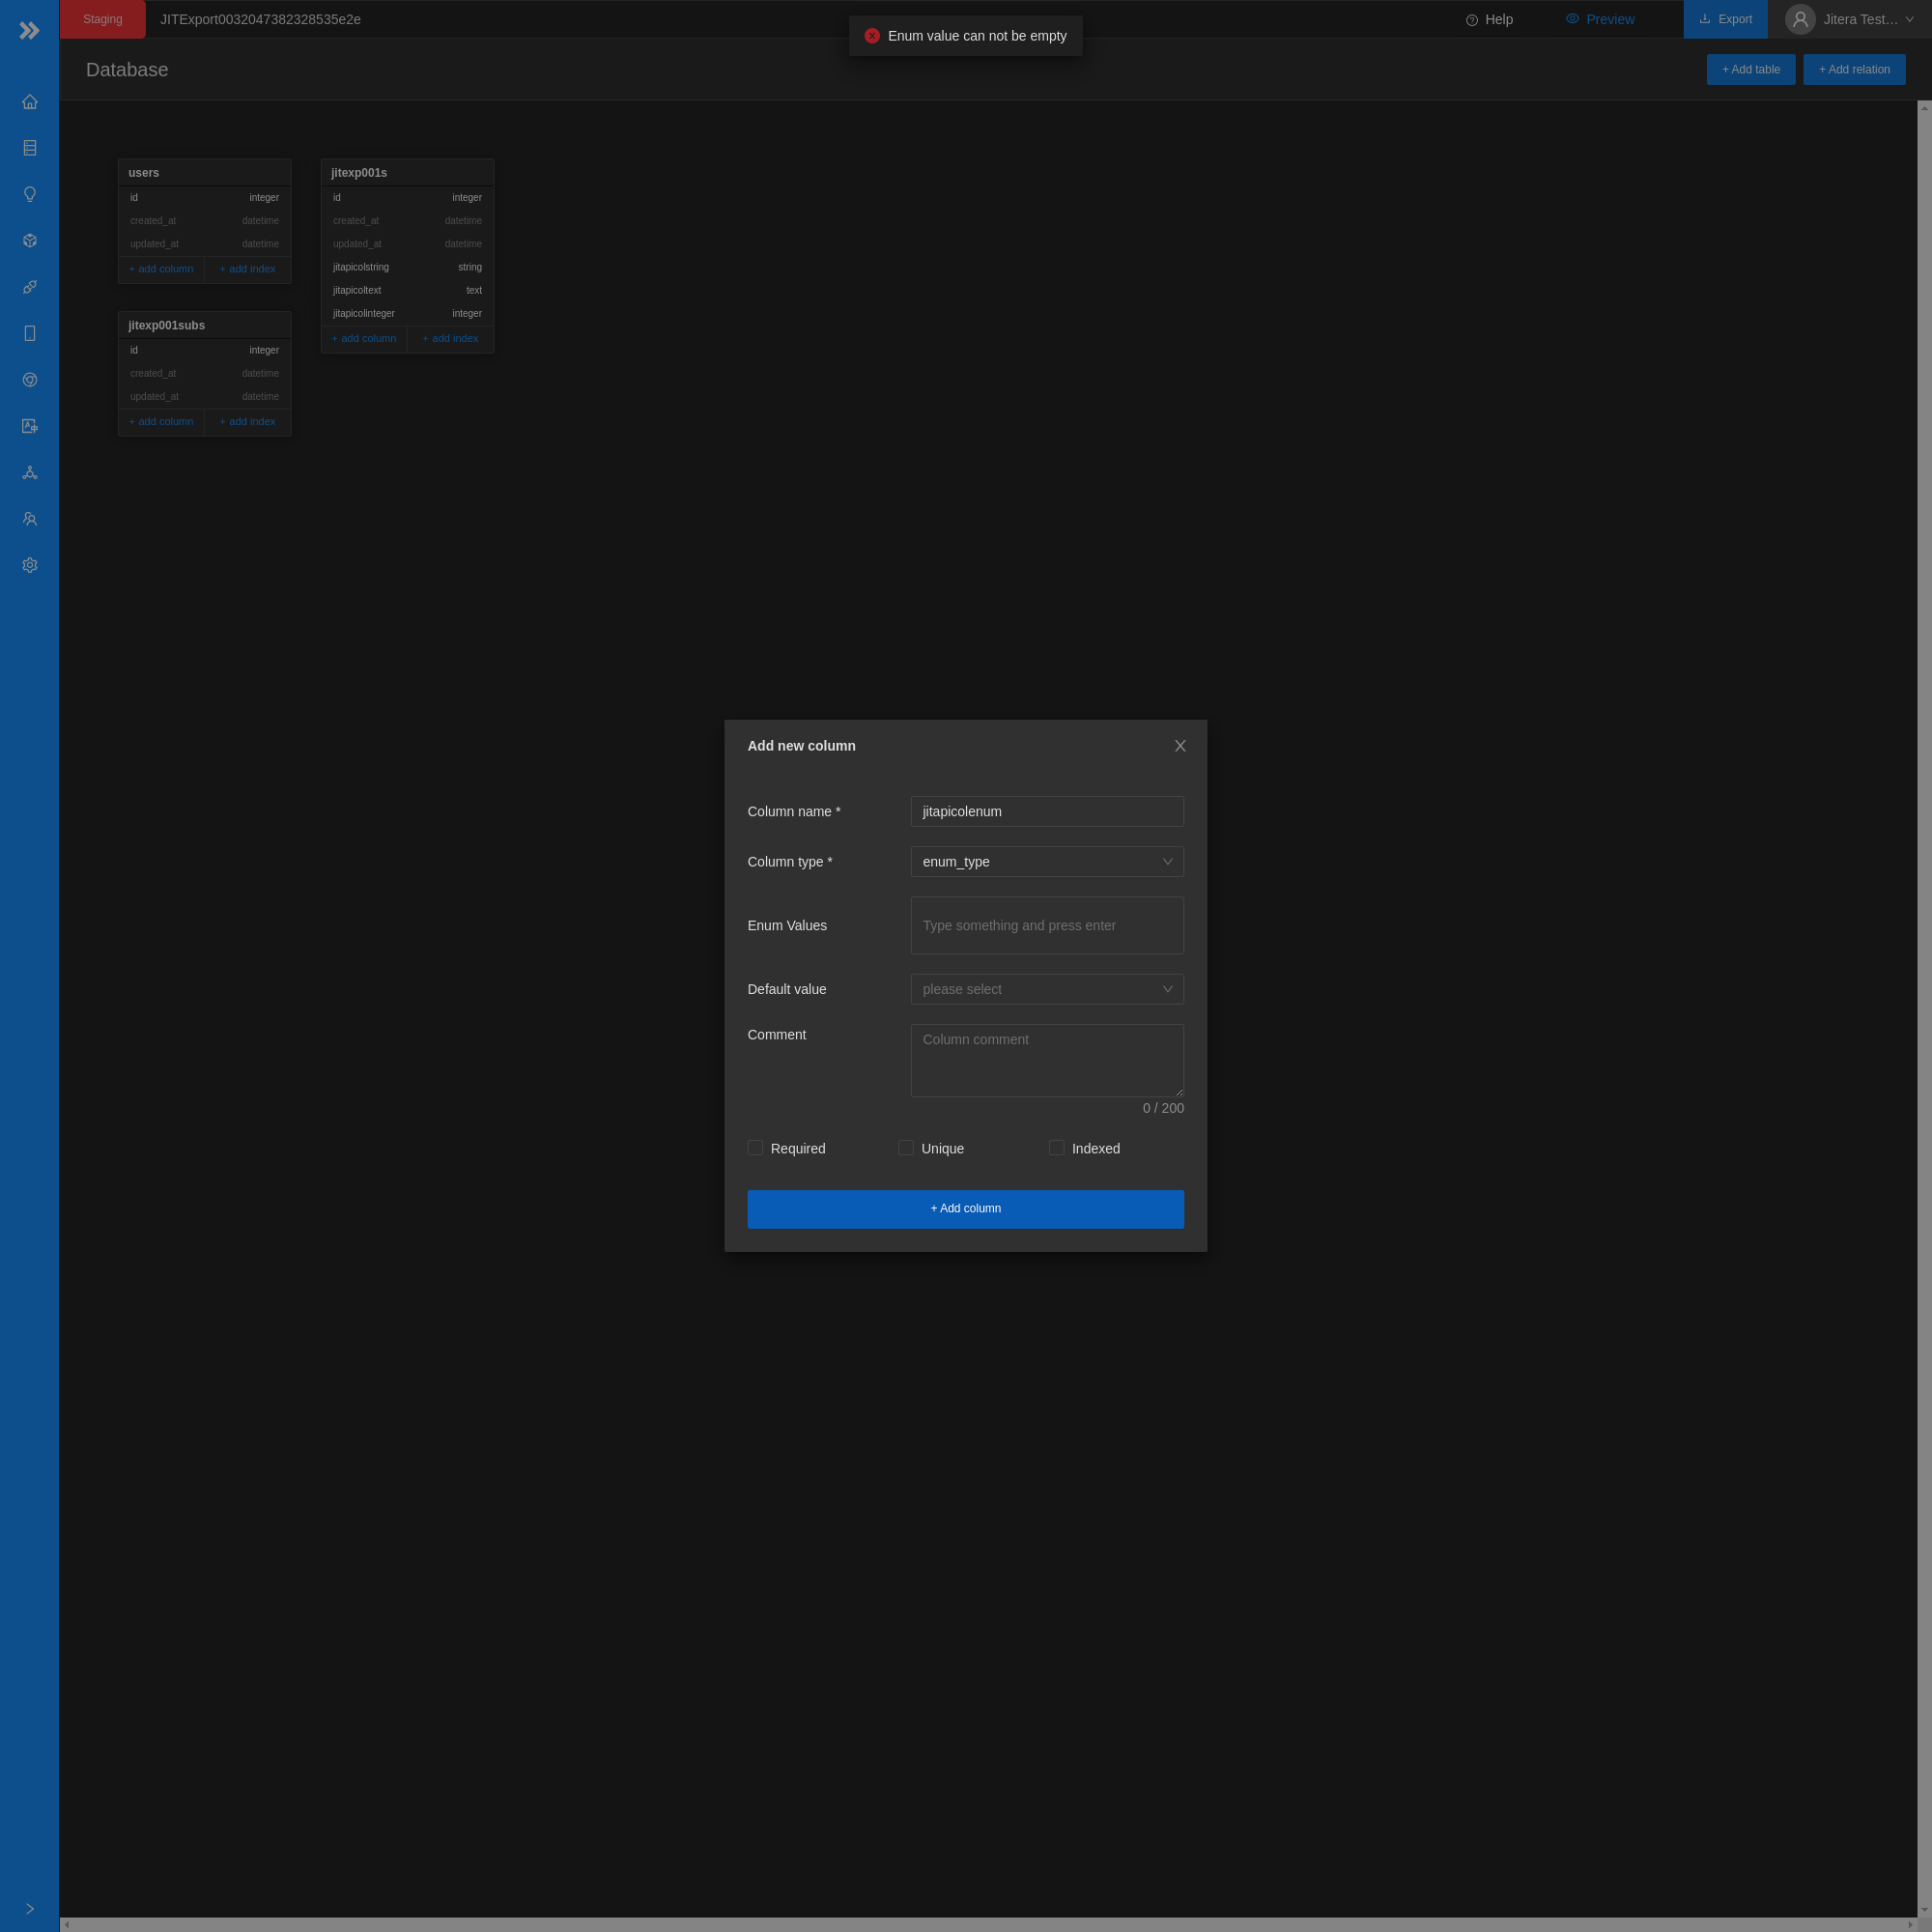 Staging
JITExport0032047382328535e2e
Enum value can not be empty
Help
Preview
Export
Jitera Test…
Database
+ Add table
+ Add relation
users
id integer
created_at datetime
updated_at datetime
+ add column + add index
jitexp001s
id integer
created_at datetime
updated_at datetime
jitapicolstring string
jitapicoltext text
jitapicolinteger integer
+ add column + add index
jitexp001subs
id integer
created_at datetime
updated_at datetime
+ add column + add index
Add new column
Column name * jitapicolenum
Column type * enum_type
Enum Values Type something and press enter
Default value please select
Comment Column comment
0 / 200
Required Unique Indexed
+ Add column